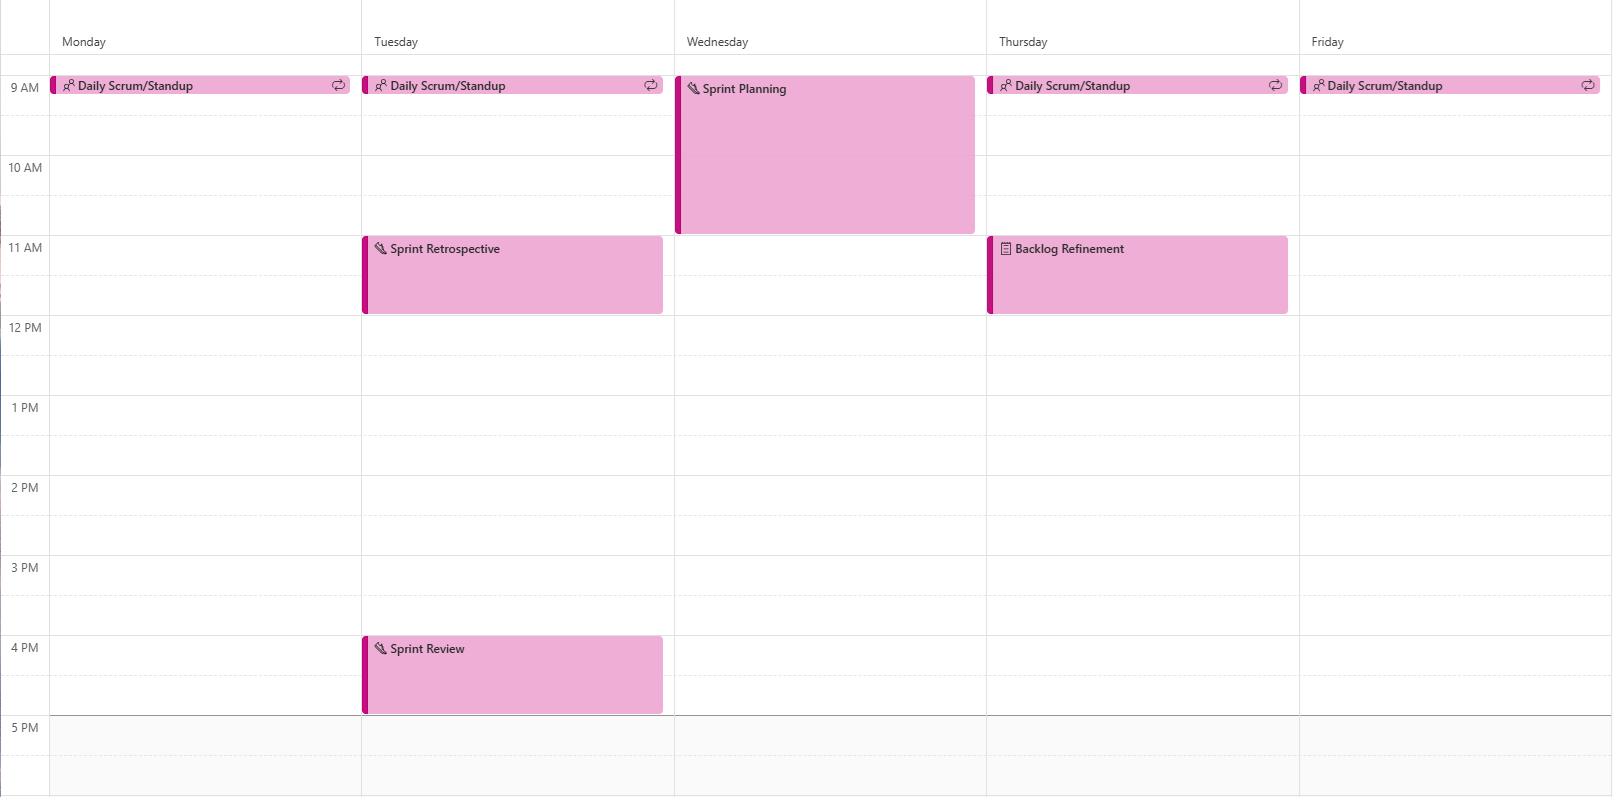 Monday Tuesday Wednesday Thursday Friday
9 AM
Daily Scrum/Standup
Daily Scrum/Standup
Sprint Planning
Daily Scrum/Standup
Daily Scrum/Standup
10 AM
11 AM
Sprint Retrospective
Backlog Refinement
12 PM
1 PM
2 PM
3 PM
4 PM
Sprint Review
5 PM